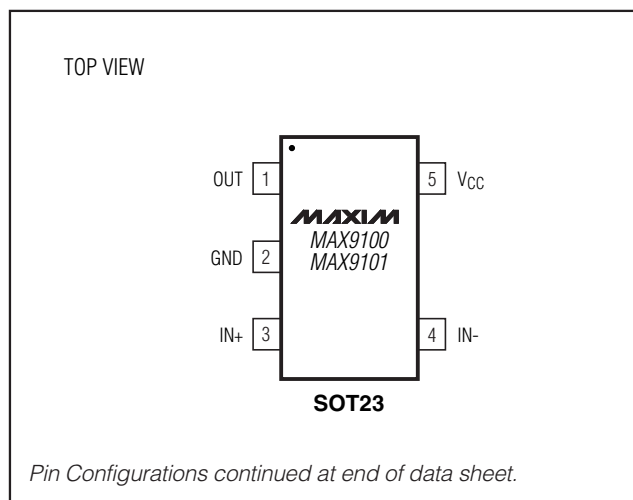 TOP VIEW
OUT 1
5 VCC
MAXIM
MAX9100
MAX9101
GND 2
IN+ 3
4 IN-
SOT23
Pin Configurations continued at end of data sheet.